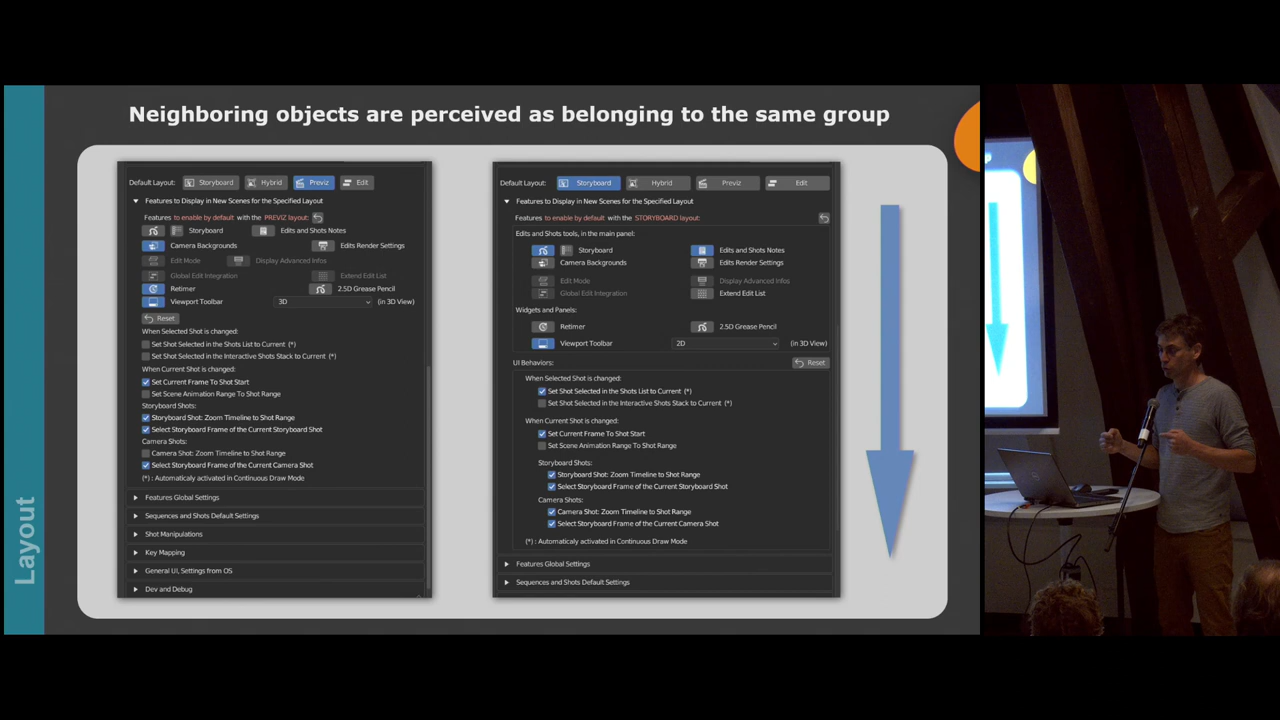 Neighboring objects are perceived as belonging to the same group
Layout
Default Layout: Storyboard Hybrid Previz Edit
Features to Display in New Scenes for the Specified Layout
Features to enable by default with the PREVIZ layout:
Storyboard Edits and Shots Notes
Camera Backgrounds Edits Render Settings
Edit Mode Display Advanced Infos
Global Edit Integration Extend Edit List
Retimer 2.5D Grease Pencil
Viewport Toolbar 3D (in 3D View)
Reset
When Selected Shot is changed:
Set Shot Selected in the Shots List to Current (*)
Set Shot Selected in the Interactive Shots Stack to Current (*)
When Current Shot is changed:
Set Current Frame To Shot Start
Set Scene Animation Range To Shot Range
Storyboard Shots:
Storyboard Shot: Zoom Timeline to Shot Range
Select Storyboard Frame of the Current Storyboard Shot
Camera Shots:
Camera Shot: Zoom Timeline to Shot Range
Select Storyboard Frame of the Current Camera Shot
(*) : Automaticaly activated in Continuous Draw Mode
Features Global Settings
Sequences and Shots Default Settings
Shot Manipulations
Key Mapping
General UI, Settings from OS
Dev and Debug
Default Layout: Storyboard Hybrid Previz Edit
Features to Display in New Scenes for the Specified Layout
Features to enable by default with the STORYBOARD layout:
Edits and Shots tools, in the main panel:
Storyboard Edits and Shots Notes
Camera Backgrounds Edits Render Settings
Edit Mode Display Advanced Infos
Global Edit Integration Extend Edit List
Widgets and Panels:
Retimer 2.5D Grease Pencil
Viewport Toolbar 2D (in 3D View)
UI Behaviors: Reset
When Selected Shot is changed:
Set Shot Selected in the Shots List to Current (*)
Set Shot Selected in the Interactive Shots Stack to Current (*)
When Current Shot is changed:
Set Current Frame To Shot Start
Set Scene Animation Range To Shot Range
Storyboard Shots:
Storyboard Shot: Zoom Timeline to Shot Range
Select Storyboard Frame of the Current Storyboard Shot
Camera Shots:
Camera Shot: Zoom Timeline to Shot Range
Select Storyboard Frame of the Current Camera Shot
(*) : Automaticaly activated in Continuous Draw Mode
Features Global Settings
Sequences and Shots Default Settings